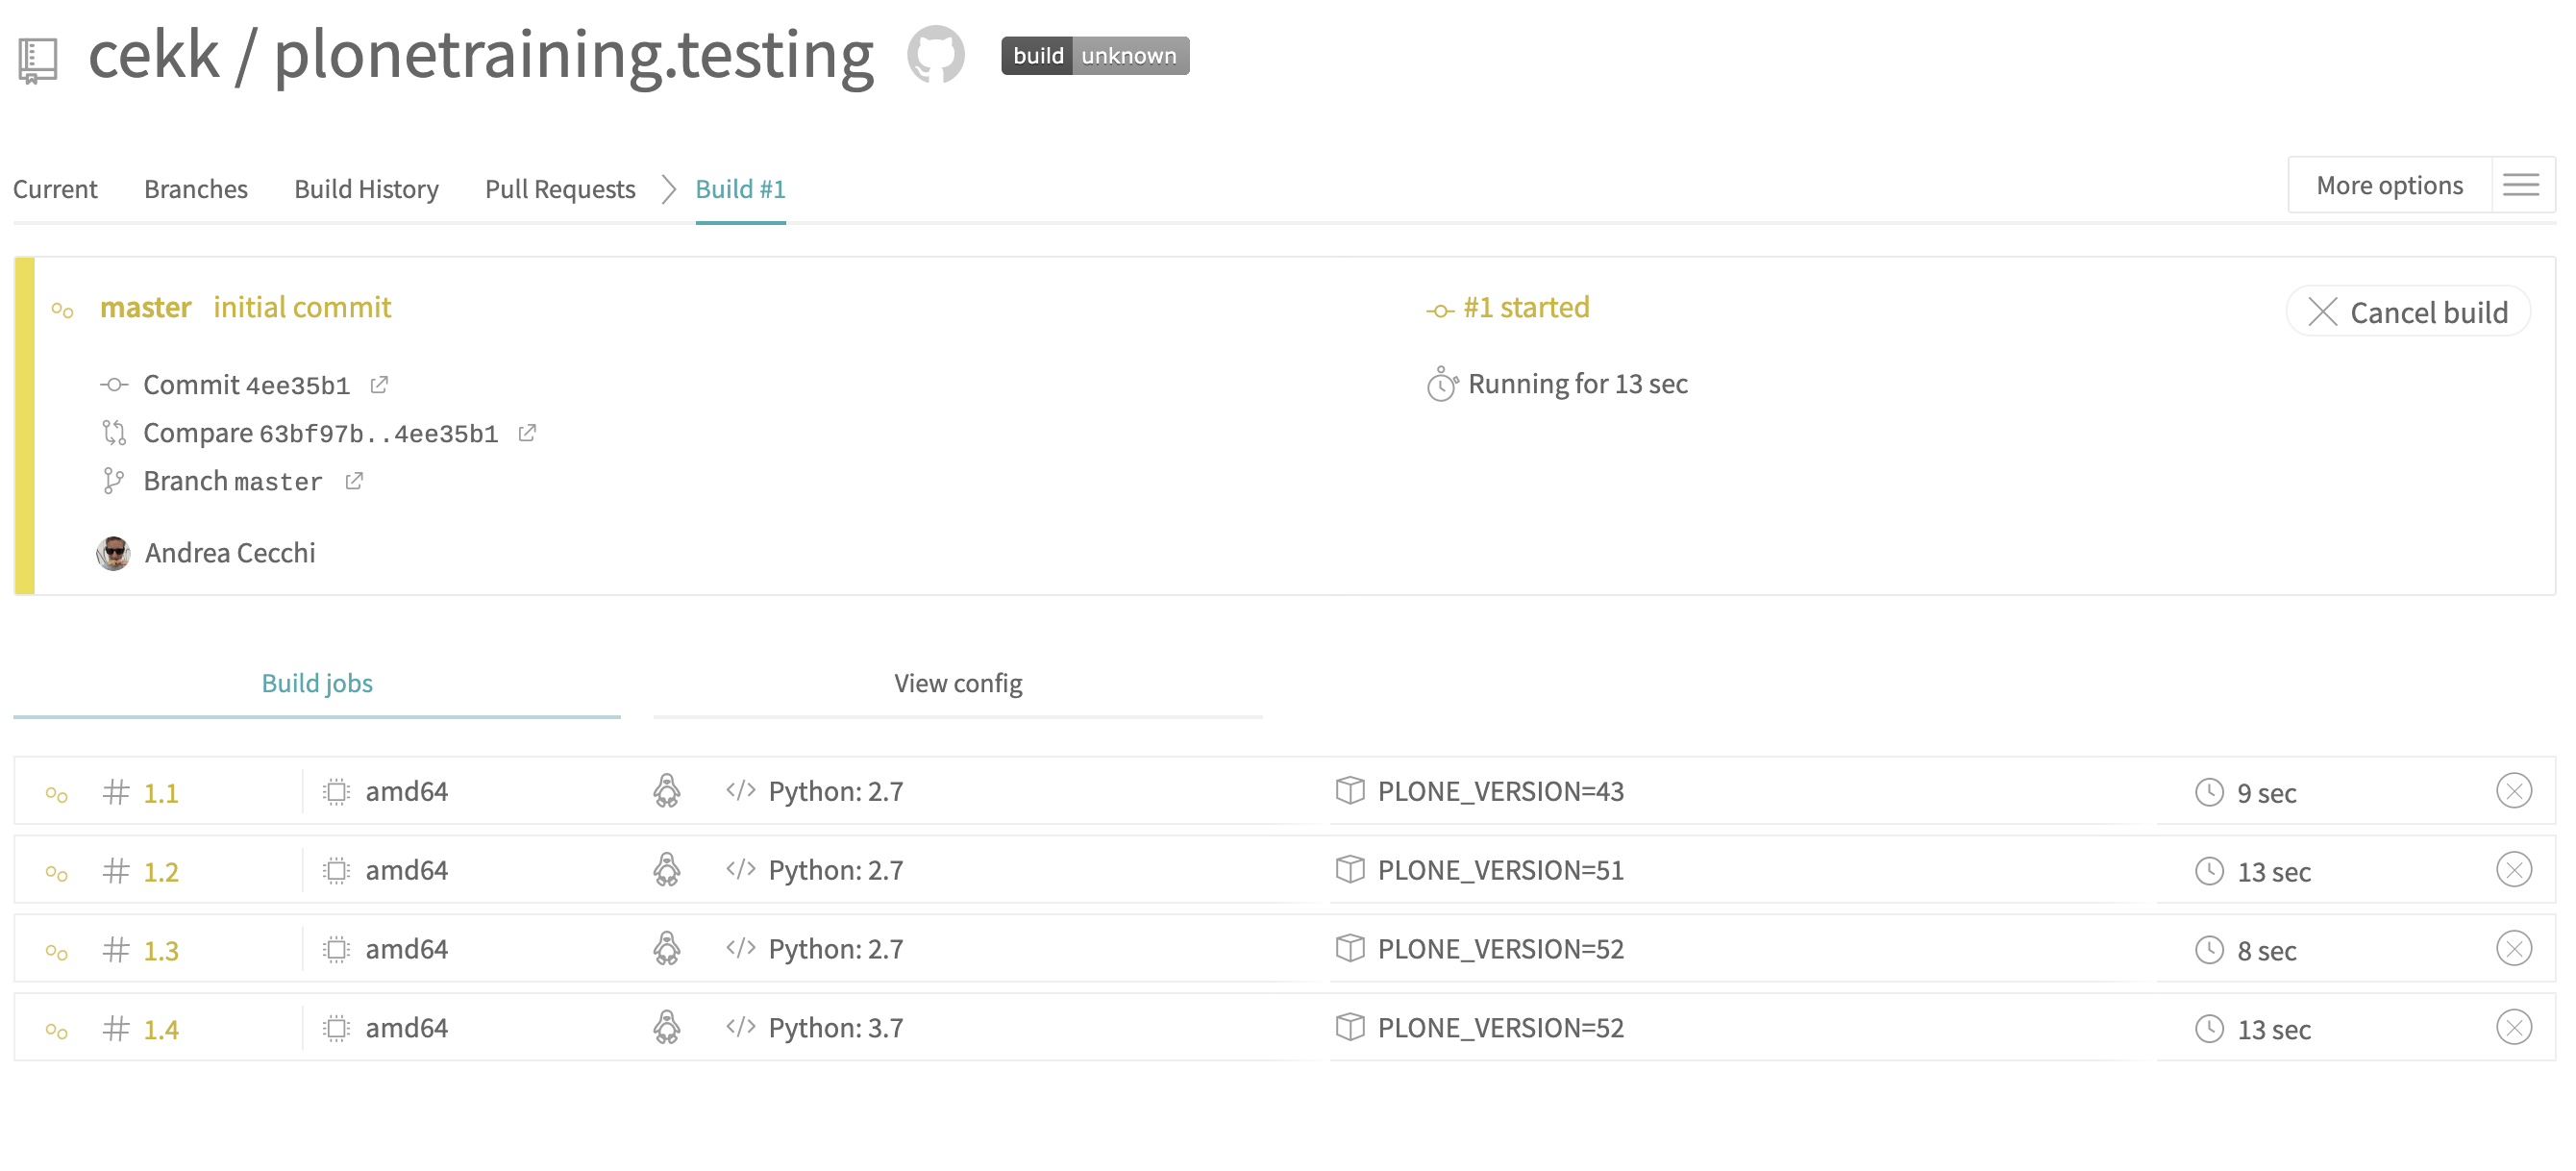 cekk / plonetraining.testing build unknown
Current Branches Build History Pull Requests Build #1 More options
master initial commit #1 started Cancel build
Commit 4ee35b1 Running for 13 sec
Compare 63bf97b..4ee35b1
Branch master
Andrea Cecchi
Build jobs View config
# 1.1 amd64 </> Python: 2.7 PLONE_VERSION=43 9 sec
# 1.2 amd64 </> Python: 2.7 PLONE_VERSION=51 13 sec
# 1.3 amd64 </> Python: 2.7 PLONE_VERSION=52 8 sec
# 1.4 amd64 </> Python: 3.7 PLONE_VERSION=52 13 sec